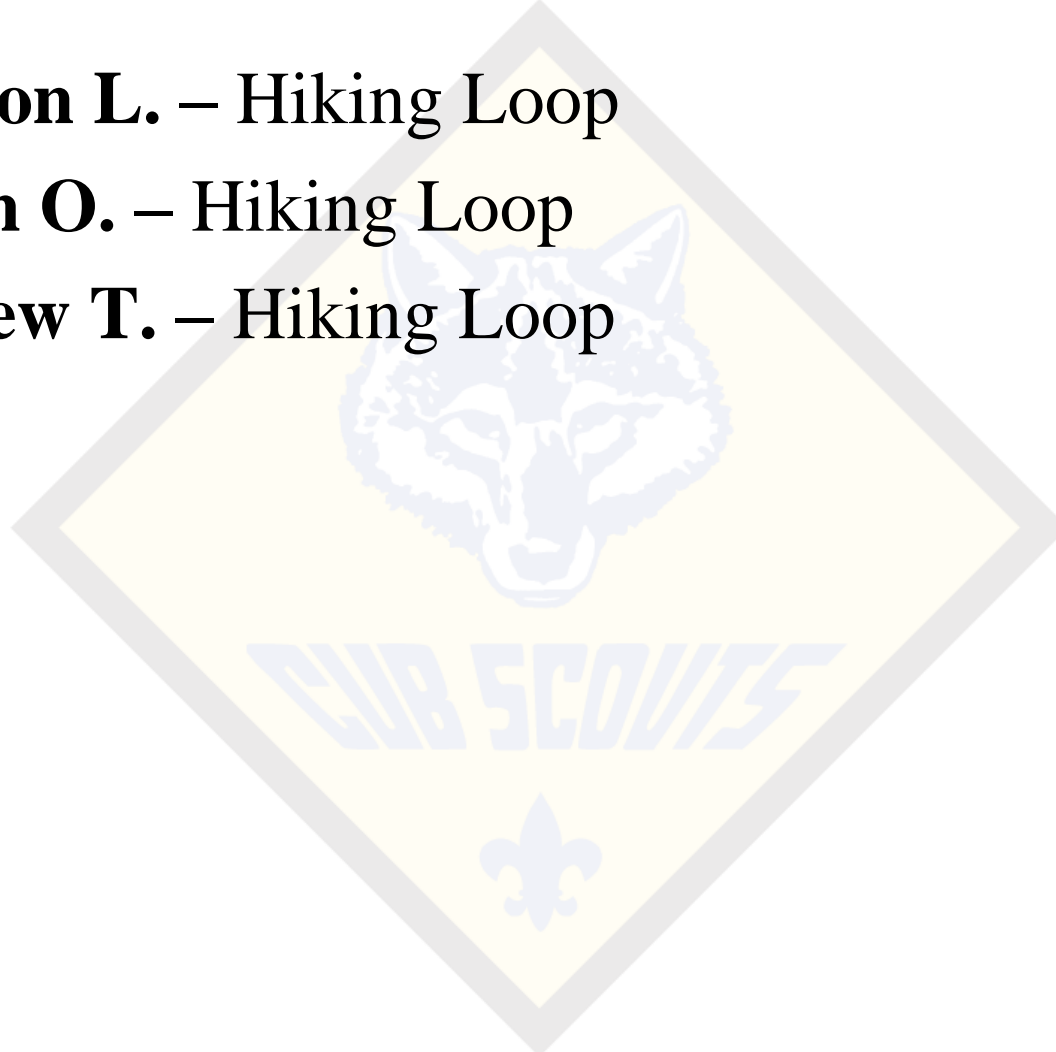 on L. – Hiking Loop
n O. – Hiking Loop
ew T. – Hiking Loop
CUB SCOUTS